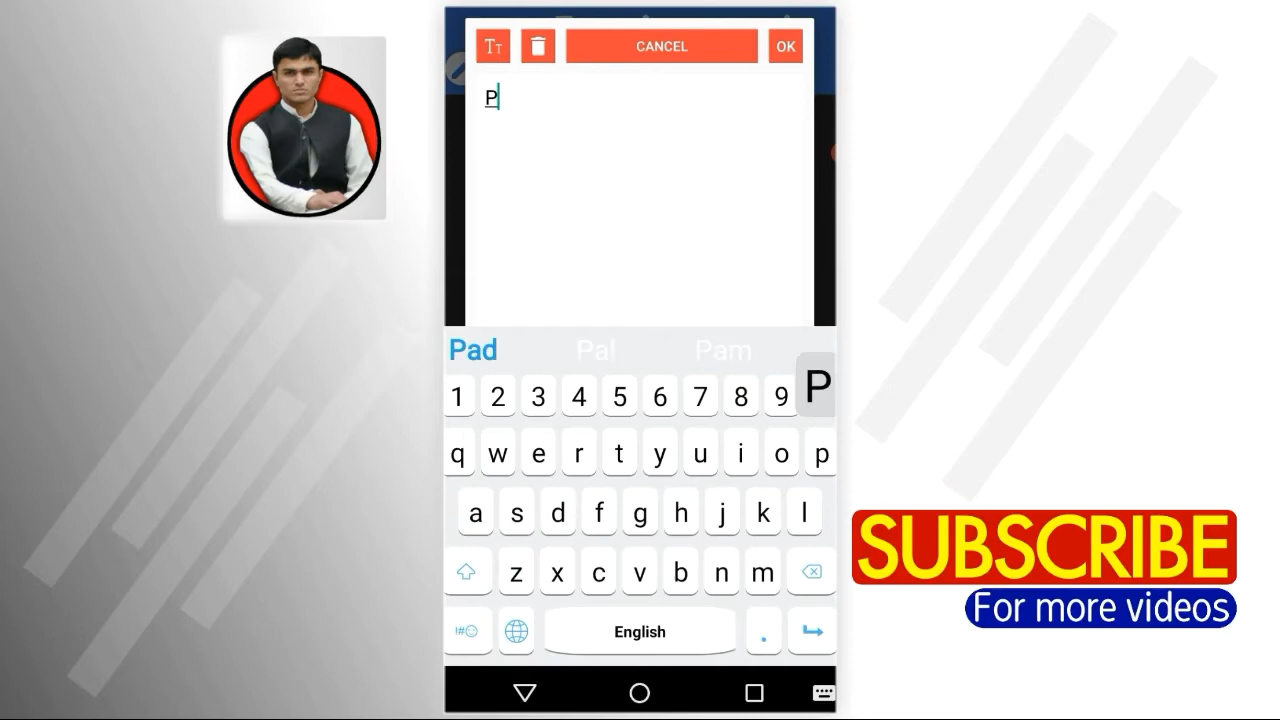 TT CANCEL OK
P
Pad Pal Pam
P
1 2 3 4 5 6 7 8 9
q w e r t y u i o p
a s d f g h j k l
z x c v b n m
!#☺ English .
SUBSCRIBE
For more videos